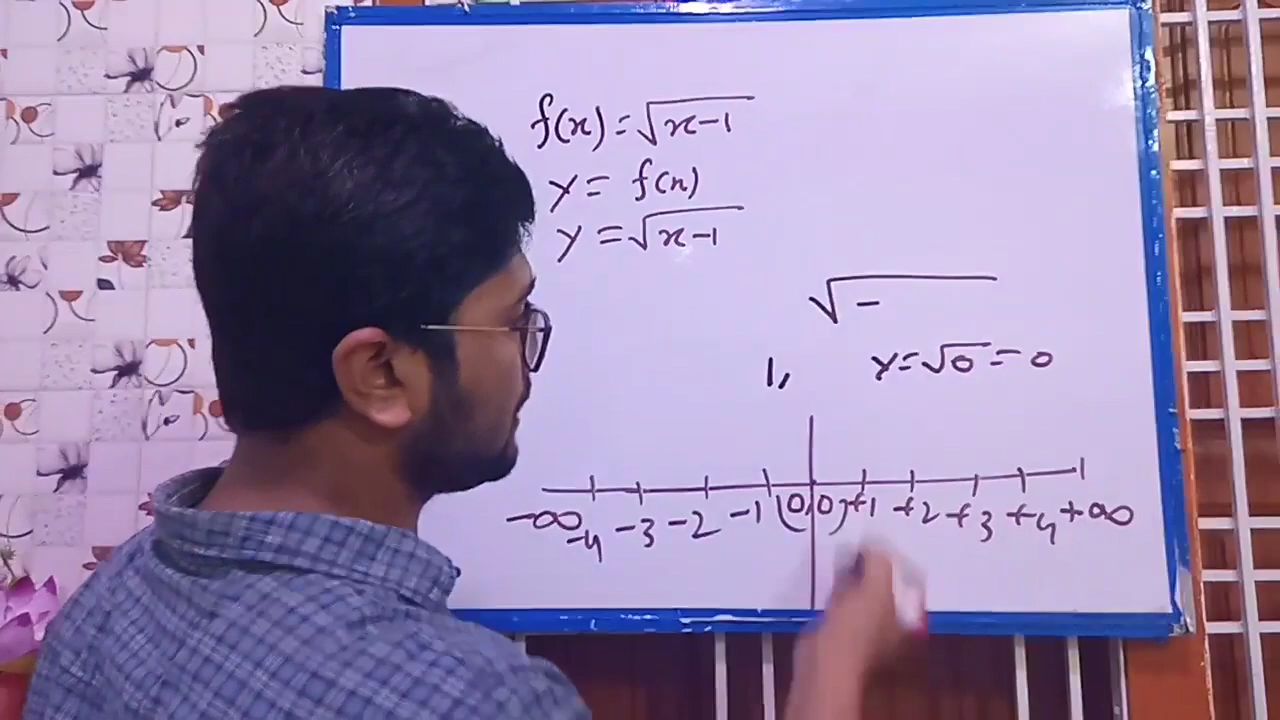 f(x) = √x-1
y = f(x)
y = √x-1
√-
1, y = √0 = 0
-∞ -4 -3 -2 -1 (0,0) +1 +2 +3 +4 +∞